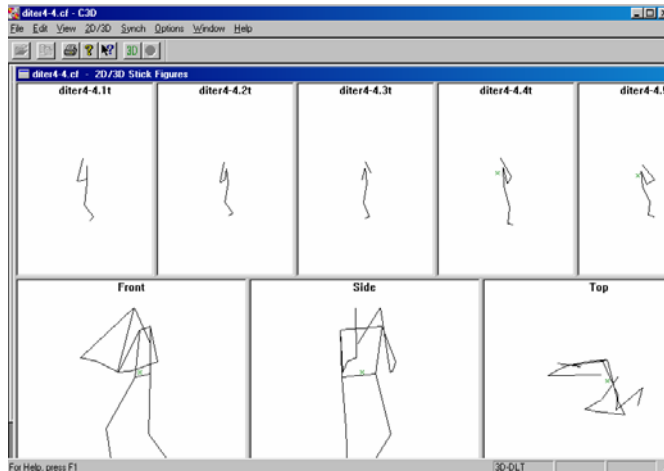 diter4-4.cf - C3D
File Edit View 2D/3D Synch Options Window Help
3D
diter4-4.cf - 2D/3D Stick Figures
diter4-4.1t diter4-4.2t diter4-4.3t diter4-4.4t diter4-4.
Front Side Top
For Help, press F1 3D-DLT